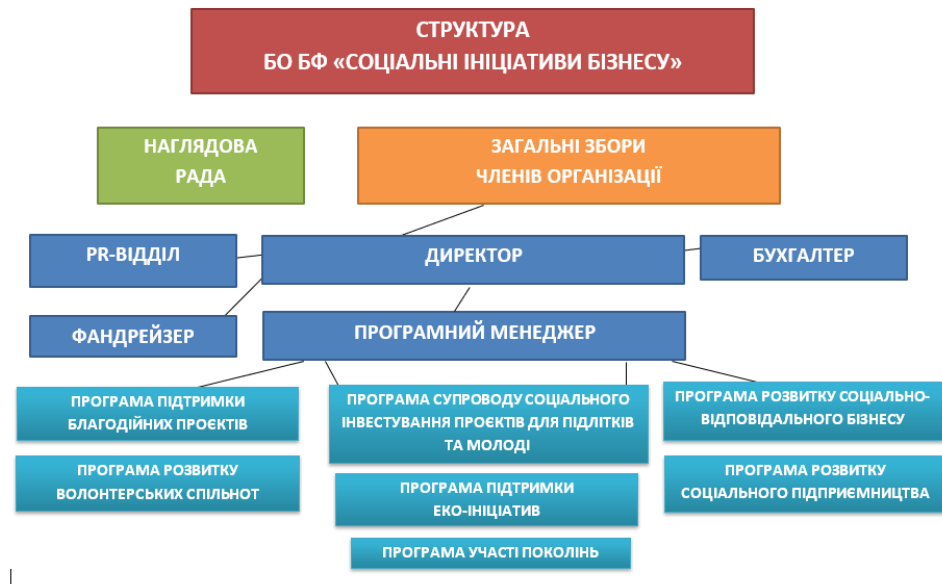 СТРУКТУРА
БО БФ «СОЦІАЛЬНІ ІНІЦІАТИВИ БІЗНЕСУ»
НАГЛЯДОВА
РАДА
ЗАГАЛЬНІ ЗБОРИ
ЧЛЕНІВ ОРГАНІЗАЦІЇ
PR-ВІДДІЛ
ДИРЕКТОР
БУХГАЛТЕР
ФАНДРЕЙЗЕР
ПРОГРАМНИЙ МЕНЕДЖЕР
ПРОГРАМА ПІДТРИМКИ
БЛАГОДІЙНИХ ПРОЄКТІВ
ПРОГРАМА СУПРОВОДУ СОЦІАЛЬНОГО
ІНВЕСТУВАННЯ ПРОЄКТІВ ДЛЯ ПІДЛІТКІВ
ТА МОЛОДІ
ПРОГРАМА РОЗВИТКУ СОЦІАЛЬНО-
ВІДПОВІДАЛЬНОГО БІЗНЕСУ
ПРОГРАМА РОЗВИТКУ
ВОЛОНТЕРСЬКИХ СПІЛЬНОТ
ПРОГРАМА ПІДТРИМКИ
ЕКО-ІНІЦІАТИВ
ПРОГРАМА РОЗВИТКУ
СОЦІАЛЬНОГО ПІДПРИЄМНИЦТВА
ПРОГРАМА УЧАСТІ ПОКОЛІНЬ